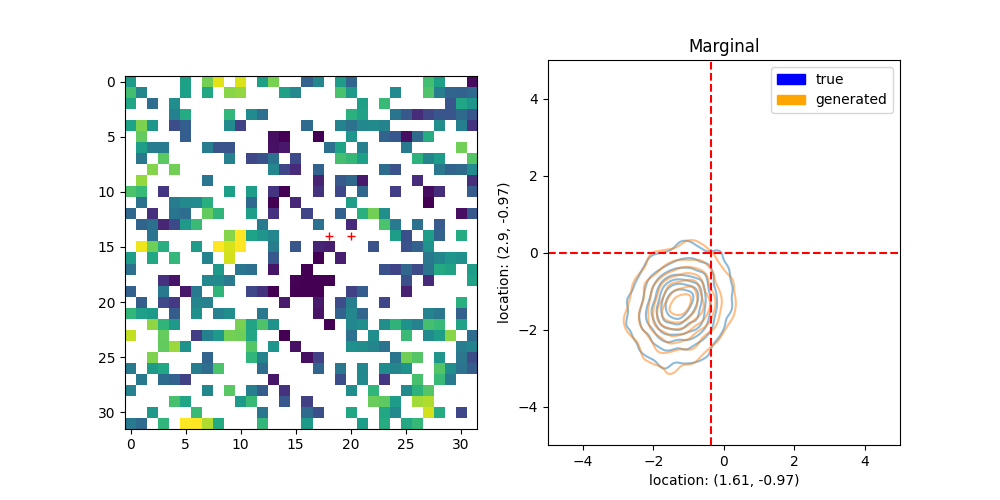 Marginal
true
generated
0
5
10
15
20
25
30
0 5 10 15 20 25 30
location: (2.9, -0.97)
4
2
0
−2
−4
−4 −2 0 2 4
location: (1.61, -0.97)